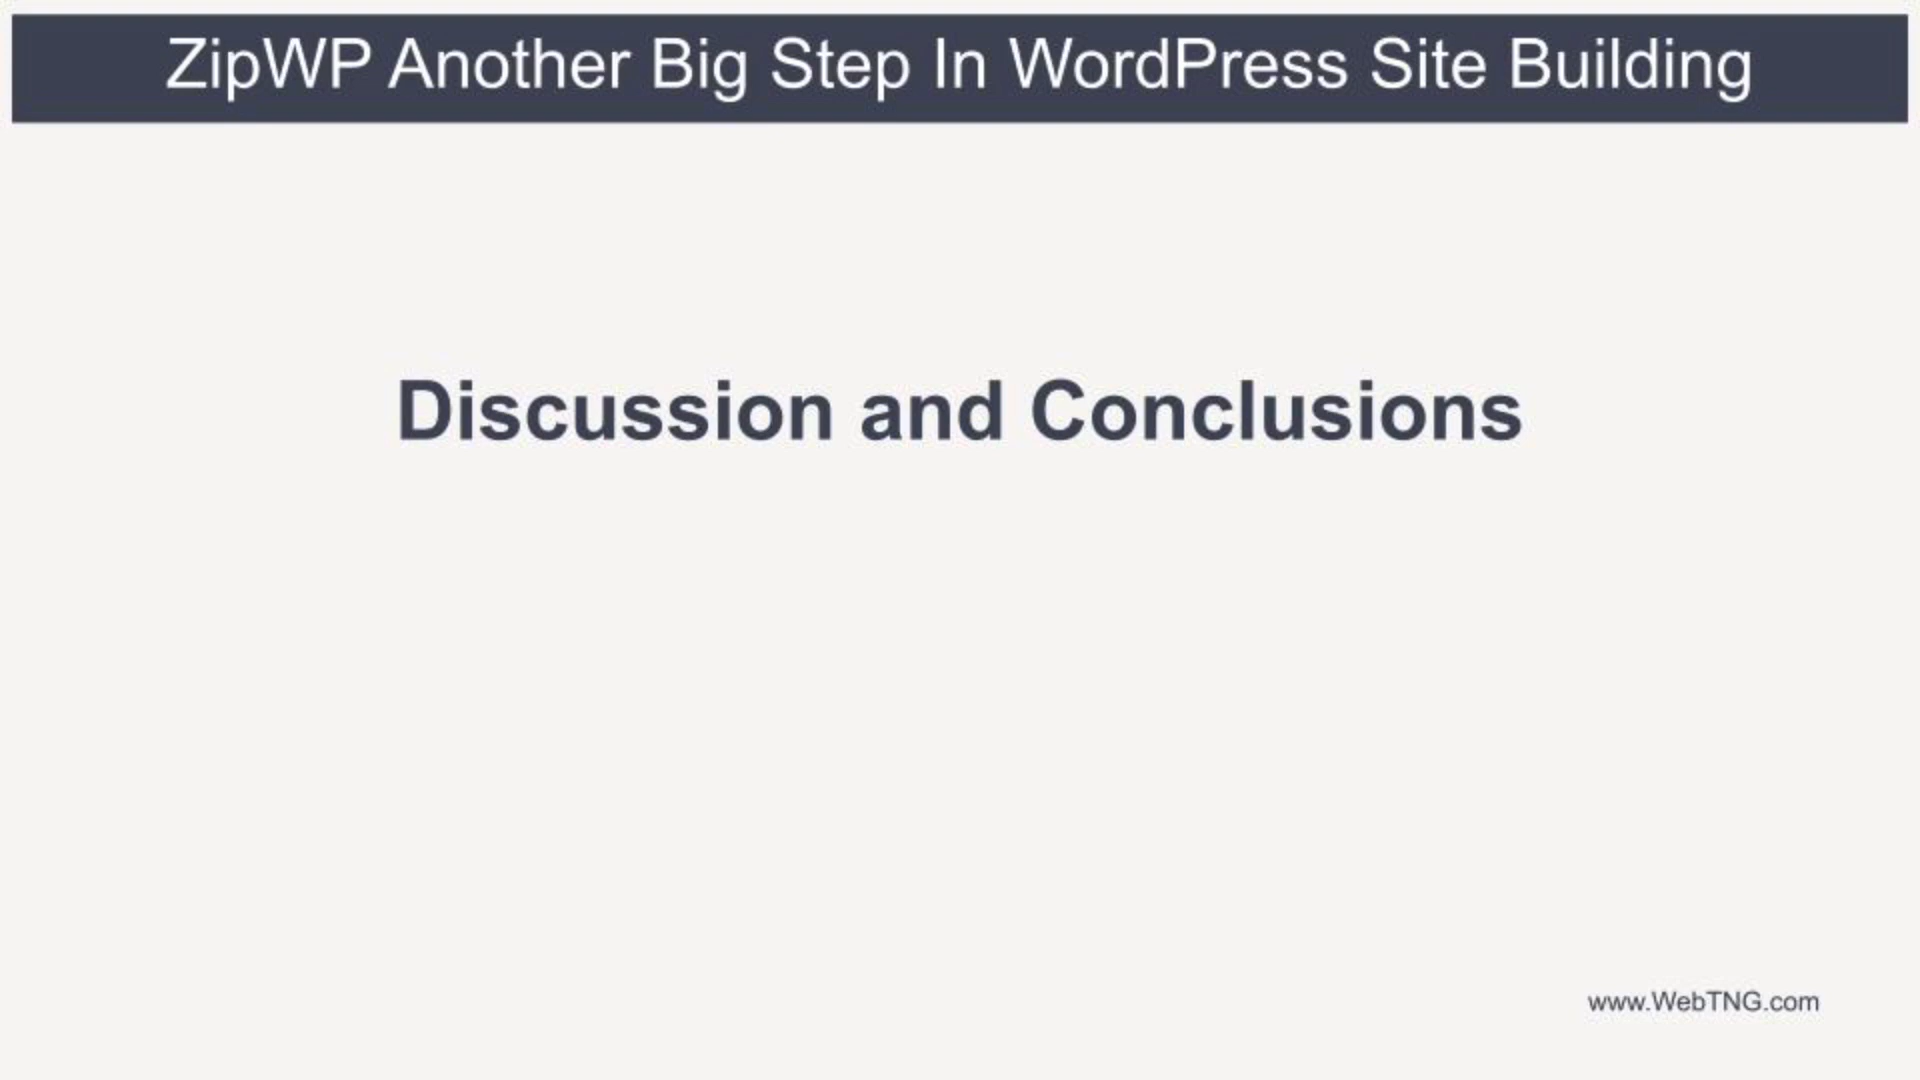 ZipWP Another Big Step In WordPress Site Building
Discussion and Conclusions
www.WebTNG.com